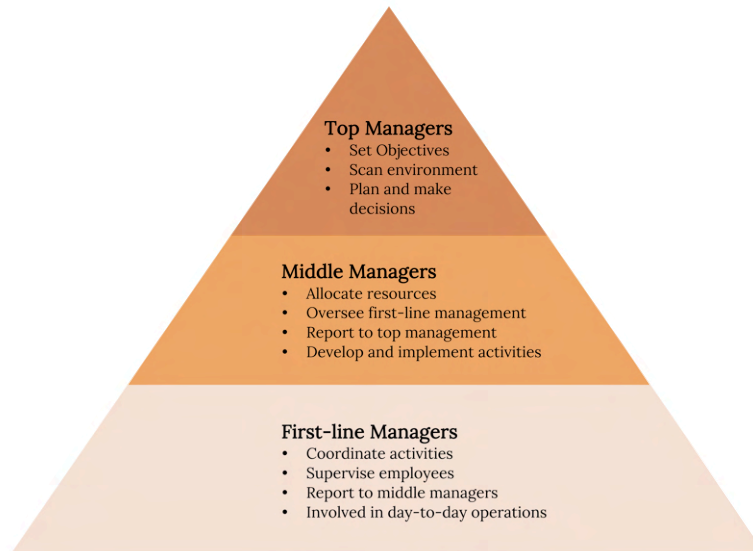 Top Managers
• Set Objectives
• Scan environment
• Plan and make
decisions
Middle Managers
• Allocate resources
• Oversee first-line management
• Report to top management
• Develop and implement activities
First-line Managers
• Coordinate activities
• Supervise employees
• Report to middle managers
• Involved in day-to-day operations